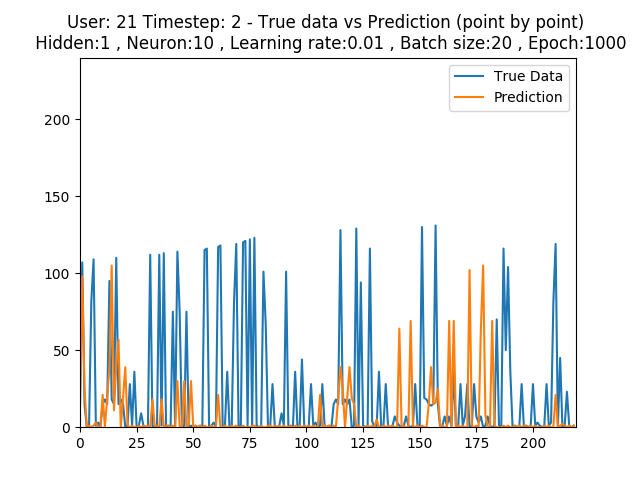 User: 21 Timestep: 2 - True data vs Prediction (point by point)
Hidden:1 , Neuron:10 , Learning rate:0.01 , Batch size:20 , Epoch:1000
True Data
Prediction
200
150
100
50
0
0 25 50 75 100 125 150 175 200